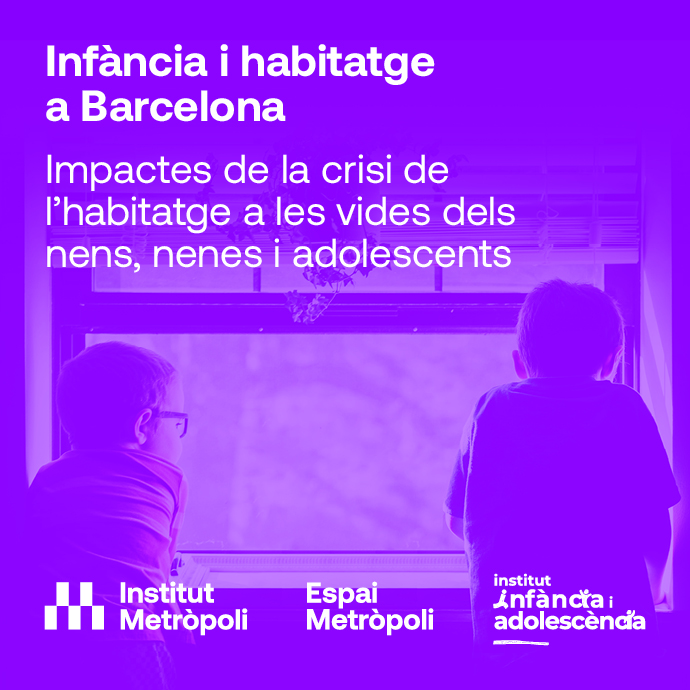 Infància i habitatge
a Barcelona
Impactes de la crisi de
l’habitatge a les vides dels
nens, nenes i adolescents
Institut
Metròpoli
Espai
Metròpoli
institut
infància i
adolescència